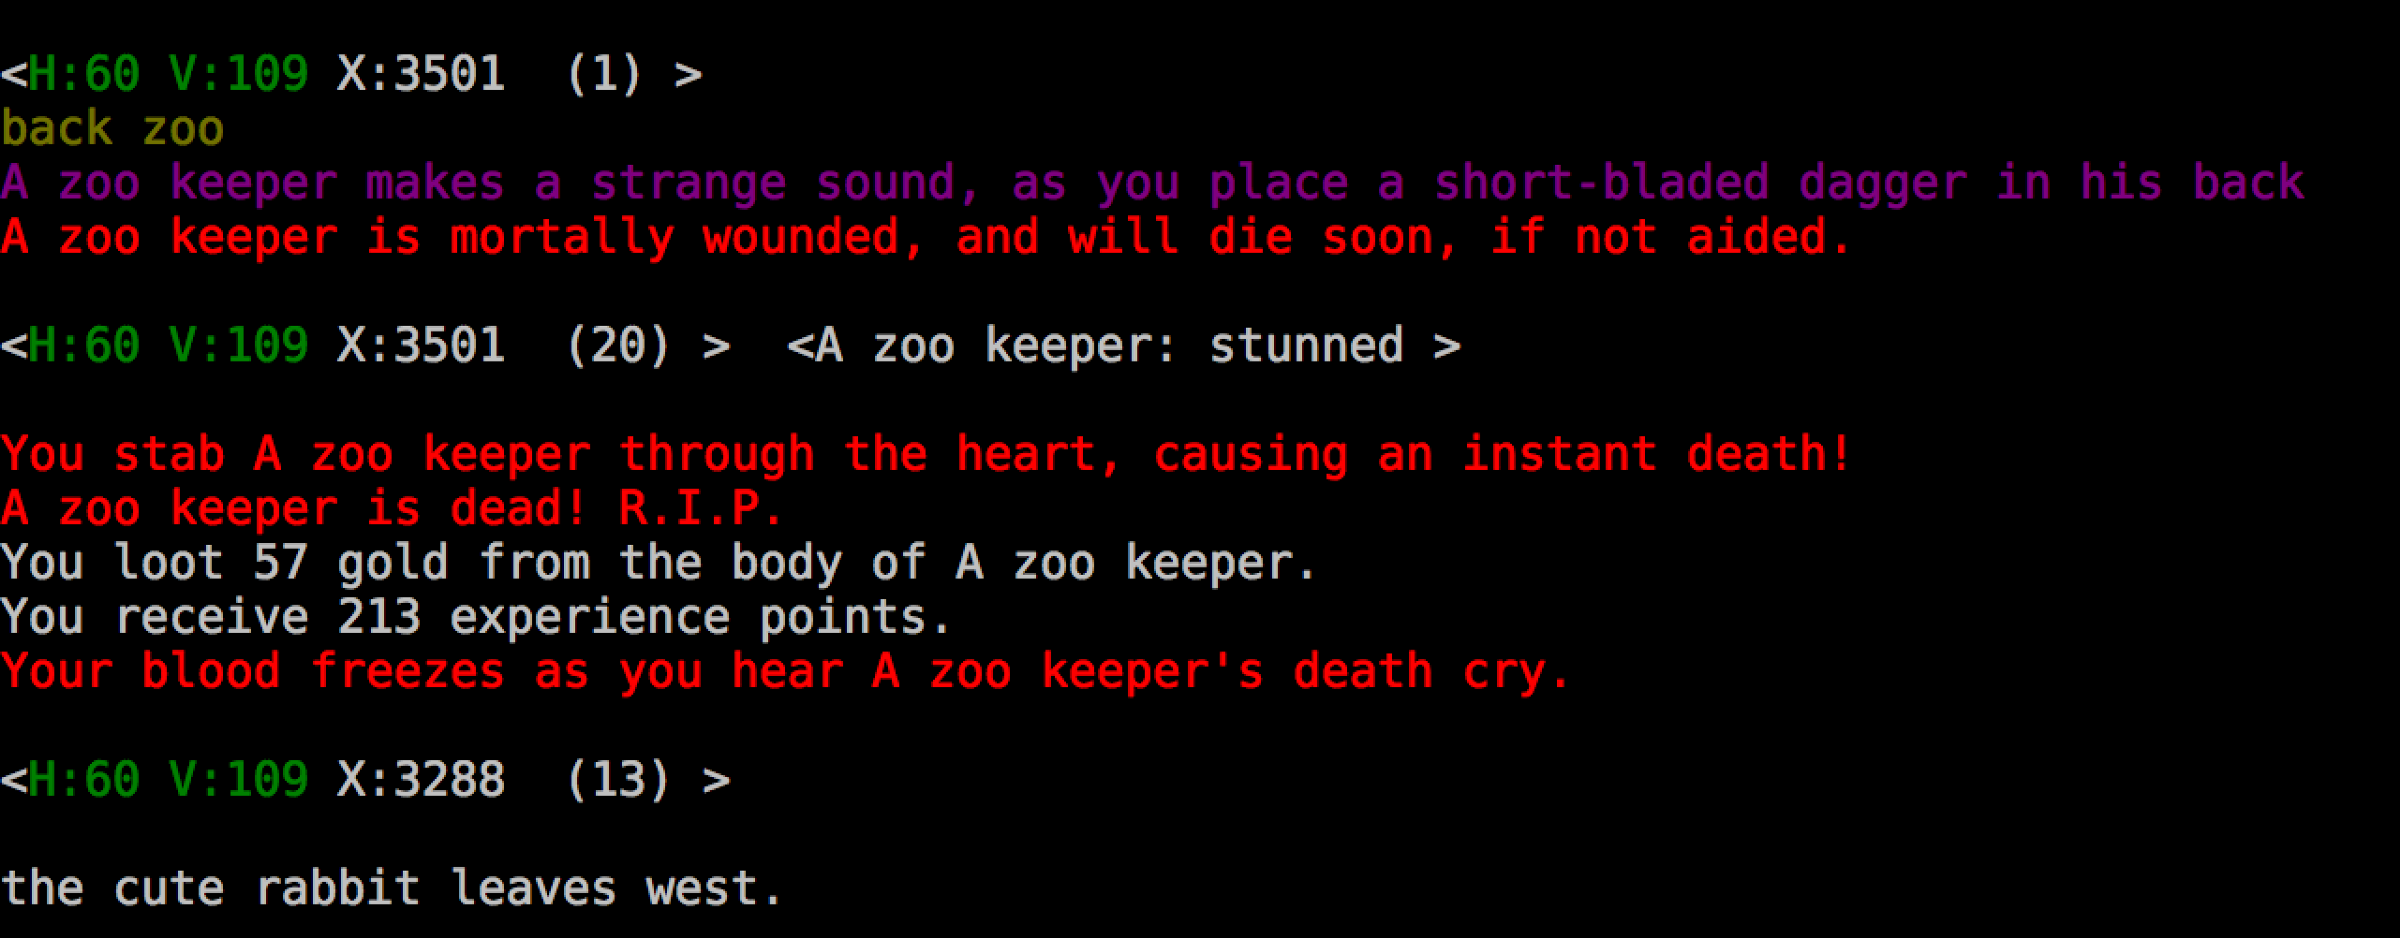 <H:60 V:109 X:3501  (1) >
back zoo
A zoo keeper makes a strange sound, as you place a short-bladed dagger in his back
A zoo keeper is mortally wounded, and will die soon, if not aided.
<H:60 V:109 X:3501  (20) >  <A zoo keeper: stunned >
You stab A zoo keeper through the heart, causing an instant death!
A zoo keeper is dead! R.I.P.
You loot 57 gold from the body of A zoo keeper.
You receive 213 experience points.
Your blood freezes as you hear A zoo keeper's death cry.
<H:60 V:109 X:3288  (13) >
the cute rabbit leaves west.